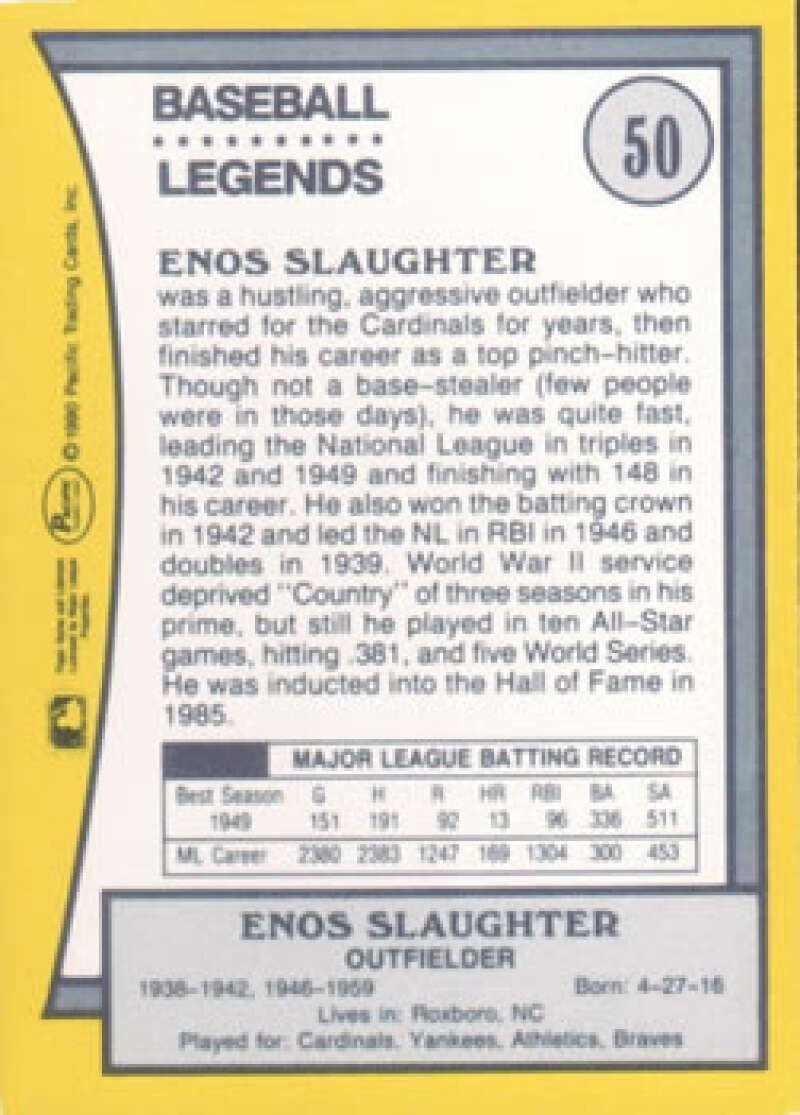 BASEBALL
LEGENDS
50
ENOS SLAUGHTER
was a hustling, aggressive outfielder who
starred for the Cardinals for years, then
finished his career as a top pinch-hitter.
Though not a base-stealer (few people
were in those days), he was quite fast,
leading the National League in triples in
1942 and 1949 and finishing with 148 in
his career. He also won the batting crown
in 1942 and led the NL in RBI in 1946 and
doubles in 1939. World War II service
deprived "Country" of three seasons in his
prime, but still he played in ten All-Star
games, hitting .381, and five World Series.
He was inducted into the Hall of Fame in
1985.
MAJOR LEAGUE BATTING RECORD
Best Season G H R HR RBI BA SA
1949 151 191 92 13 96 336 511
ML Career 2380 2383 1247 169 1304 300 453
ENOS SLAUGHTER
OUTFIELDER
1938-1942, 1946-1959 Born: 4-27-16
Lives in: Roxboro, NC
Played for: Cardinals, Yankees, Athletics, Braves
© 1990 Pacific Trading Cards, Inc.
Pacific